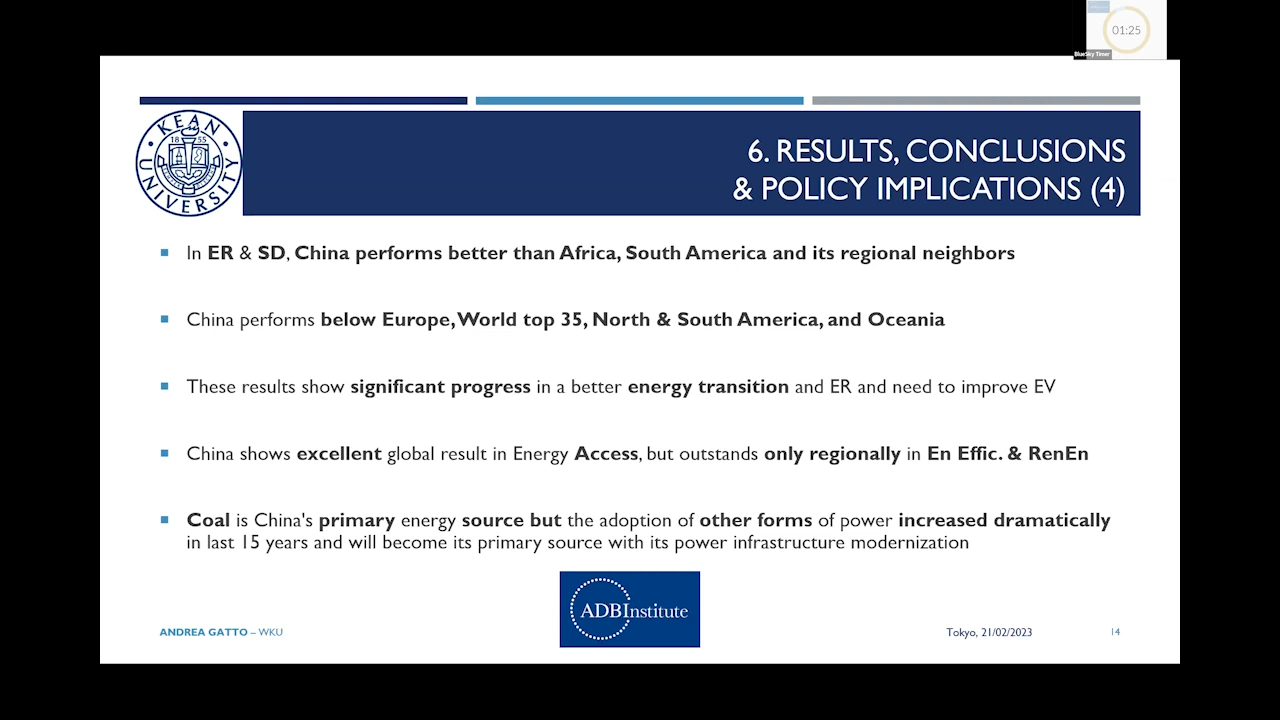 01:25
BlueSky Timer
KEAN
1855
UNIVERSITY
6. RESULTS, CONCLUSIONS
& POLICY IMPLICATIONS (4)
In ER & SD, China performs better than Africa, South America and its regional neighbors
China performs below Europe, World top 35, North & South America, and Oceania
These results show significant progress in a better energy transition and ER and need to improve EV
China shows excellent global result in Energy Access, but outstands only regionally in En Effic. & RenEn
Coal is China's primary energy source but the adoption of other forms of power increased dramatically
in last 15 years and will become its primary source with its power infrastructure modernization
ADBInstitute
ANDREA GATTO – WKU
Tokyo, 21/02/2023
14